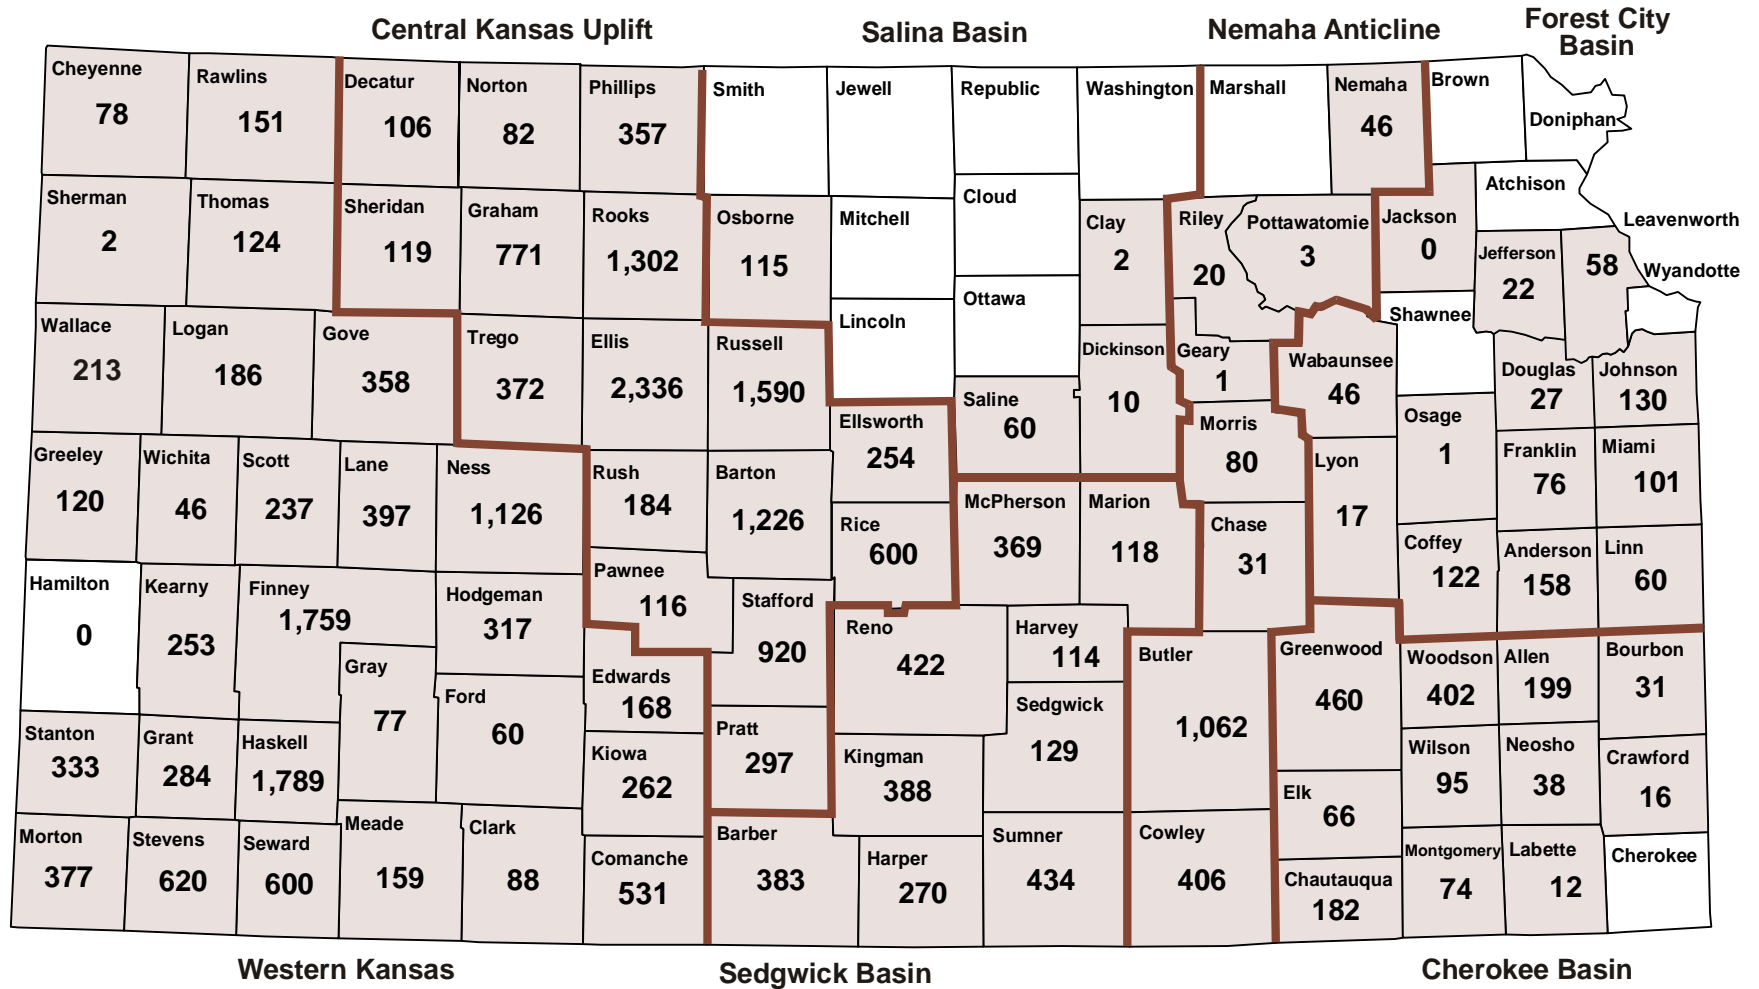 Central Kansas Uplift
Salina Basin
Nemaha Anticline
Forest City
Basin
Cheyenne
78
Rawlins
151
Decatur
106
Norton
82
Phillips
357
Smith
Jewell
Republic
Washington
Marshall
Nemaha
46
Brown
Doniphan
Sherman
2
Thomas
124
Sheridan
119
Graham
771
Rooks
1,302
Osborne
115
Mitchell
Cloud
Clay
2
Riley
20
Pottawatomie
3
Jackson
0
Atchison
Jefferson
22
Leavenworth
58
Wyandotte
Wallace
213
Logan
186
Gove
358
Trego
372
Ellis
2,336
Russell
1,590
Lincoln
Ottawa
Saline
60
Dickinson
10
Geary
1
Wabaunsee
46
Shawnee
Douglas
27
Johnson
130
Greeley
120
Wichita
46
Scott
237
Lane
397
Ness
1,126
Rush
184
Barton
1,226
Ellsworth
254
Rice
600
McPherson
369
Marion
118
Morris
80
Chase
31
Lyon
17
Osage
1
Franklin
76
Miami
101
Coffey
122
Anderson
158
Linn
60
Hamilton
0
Kearny
253
Finney
1,759
Hodgeman
317
Pawnee
116
Stafford
920
Reno
422
Harvey
114
Butler
1,062
Greenwood
460
Woodson
402
Allen
199
Bourbon
31
Gray
77
Ford
60
Edwards
168
Kiowa
262
Pratt
297
Kingman
388
Sedgwick
129
Stanton
333
Grant
284
Haskell
1,789
Elk
66
Wilson
95
Neosho
38
Crawford
16
Morton
377
Stevens
620
Seward
600
Meade
159
Clark
88
Comanche
531
Barber
383
Harper
270
Sumner
434
Cowley
406
Chautauqua
182
Montgomery
74
Labette
12
Cherokee
Western Kansas
Sedgwick Basin
Cherokee Basin